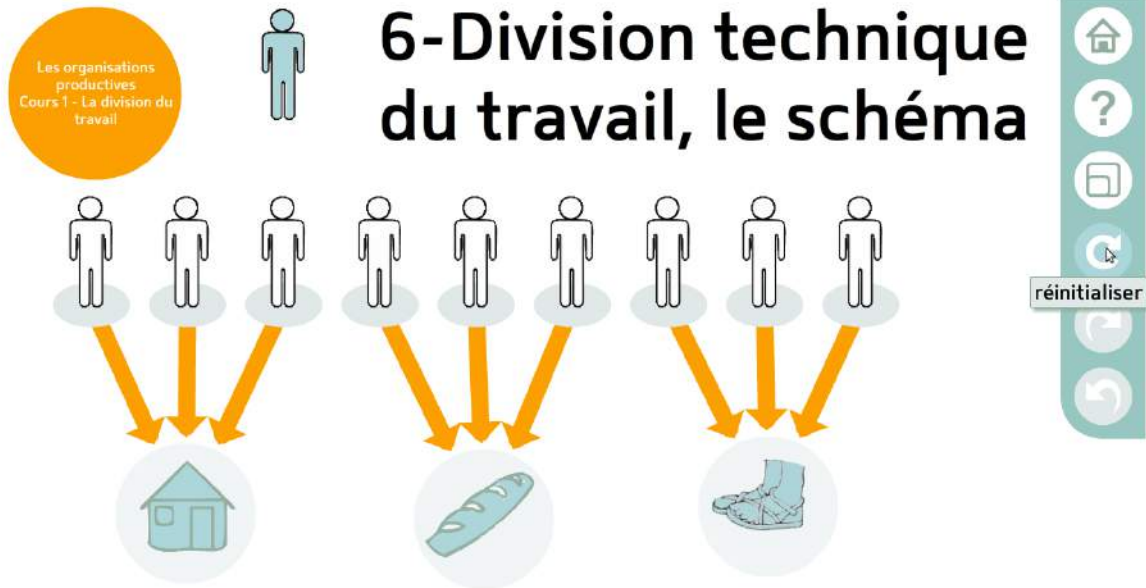 Les organisations
productives
Cours 1 - La division du
travail
6-Division technique
du travail, le schéma
?
réinitialiser